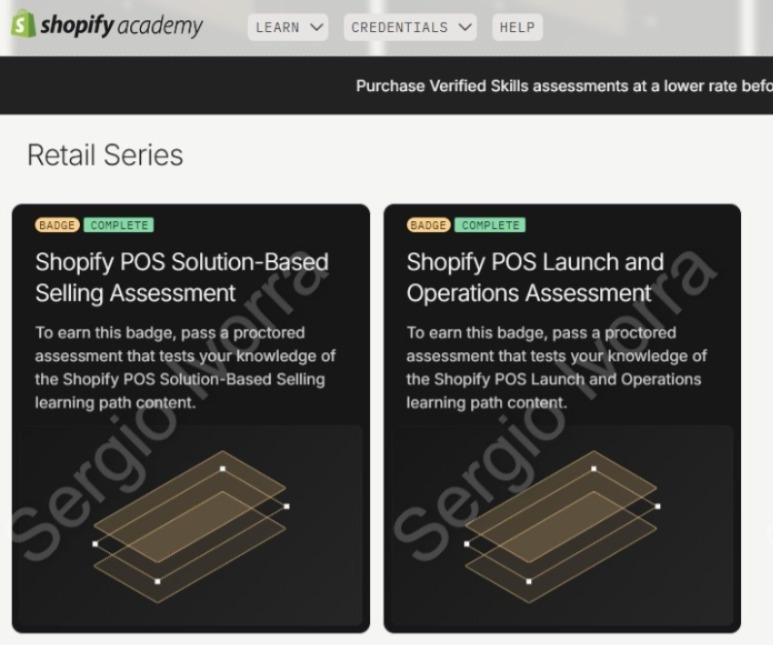 shopify academy
LEARN
CREDENTIALS
HELP
Purchase Verified Skills assessments at a lower rate befo
Retail Series
BADGE COMPLETE
Shopify POS Solution-Based
Selling Assessment
To earn this badge, pass a proctored
assessment that tests your knowledge of
the Shopify POS Solution-Based Selling
learning path content.
Sergio Ivorra
BADGE COMPLETE
Shopify POS Launch and
Operations Assessment
To earn this badge, pass a proctored
assessment that tests your knowledge of
the Shopify POS Launch and Operations
learning path content.
Sergio Ivorra